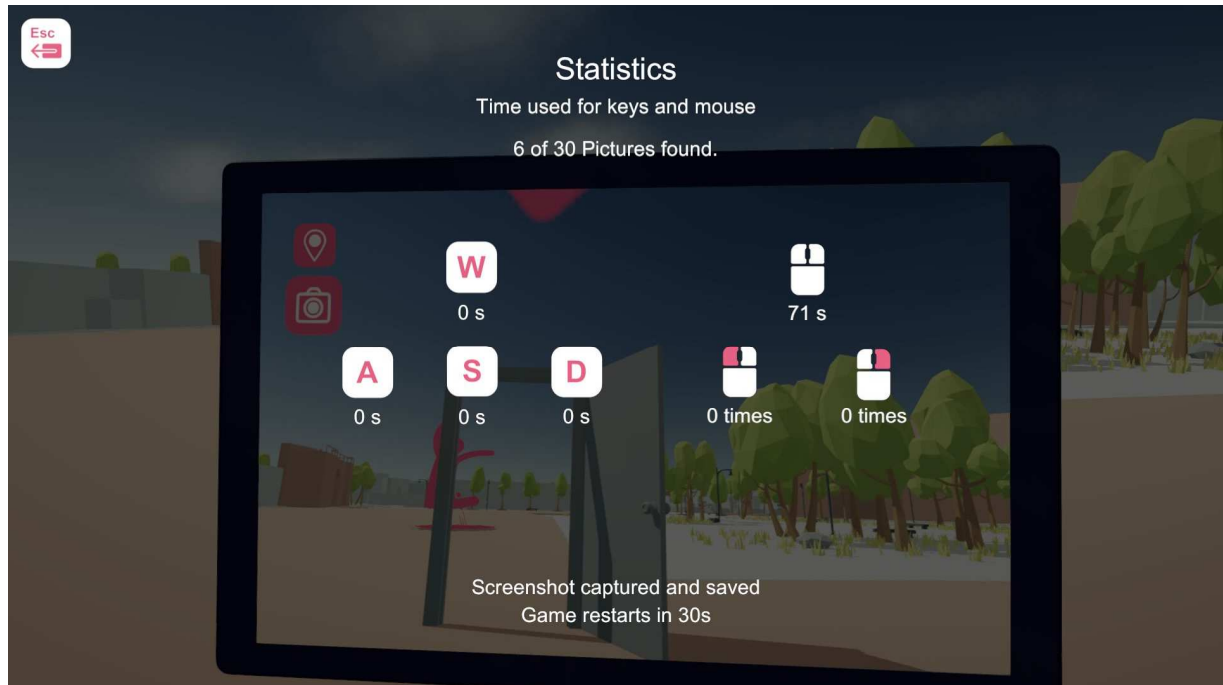 Esc
Statistics
Time used for keys and mouse
6 of 30 Pictures found.
W
0 s
71 s
A
S
D
0 s
0 s
0 s
0 times
0 times
Screenshot captured and saved
Game restarts in 30s